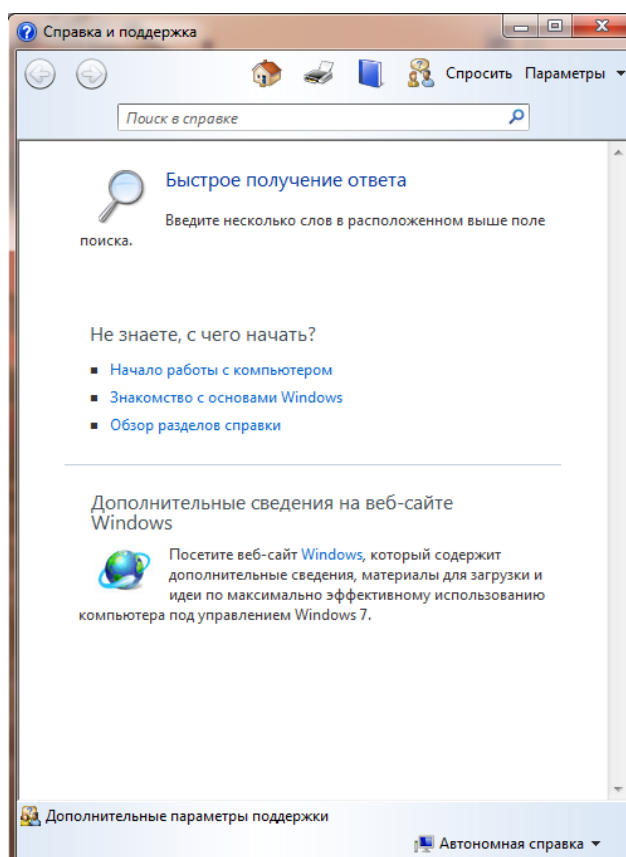 Справка и поддержка
Спросить Параметры
Поиск в справке
Быстрое получение ответа
Введите несколько слов в расположенном выше поле
поиска.
Не знаете, с чего начать?
Начало работы с компьютером
Знакомство с основами Windows
Обзор разделов справки
Дополнительные сведения на веб-сайте
Windows
Посетите веб-сайт Windows, который содержит
дополнительные сведения, материалы для загрузки и
идеи по максимально эффективному использованию
компьютера под управлением Windows 7.
Дополнительные параметры поддержки
Автономная справка